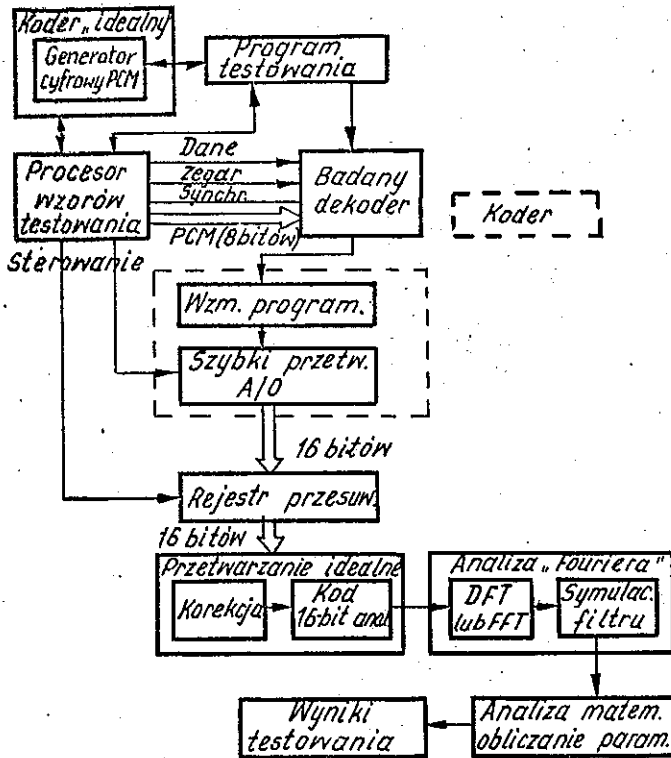 Koder „idealny
Generator
cyfrowy PCM
Program
testowania
Procesor
wzorów
testowania
Dane
Zegar
Synchr.
PCM (8 bitów)
Badany
dekoder
Koder
Sterowanie
Wzm. program.
Szybki przetw.
A/O
16 bitów
Rejestr przesuw.
16 bitów
Przetwarzanie idealne
Korekcja
Kod
16-bit anal
Analiza „Fouriera"
DFT
lub FFT
Symulac.
filtru
Analiza matem.
obliczanie param.
Wyniki
testowania